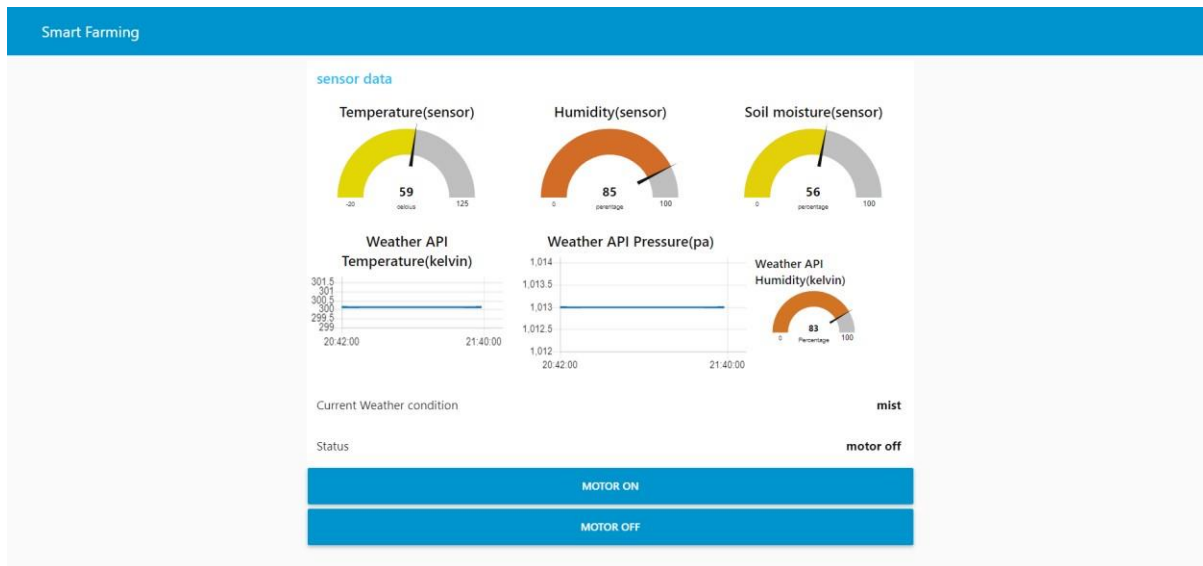 Smart Farming
sensor data
Temperature(sensor)
59
celcius
-20
125
Humidity(sensor)
85
percentage
0
100
Soil moisture(sensor)
56
percentage
0
100
Weather API
Temperature(kelvin)
301.5
301
300.5
300
299.5
299
20:42:00
21:40:00
Weather API Pressure(pa)
1,014
1,013.5
1,013
1,012.5
1,012
20:42:00
21:40:00
Weather API
Humidity(kelvin)
83
Percentage
0
100
Current Weather condition
mist
Status
motor off
MOTOR ON
MOTOR OFF